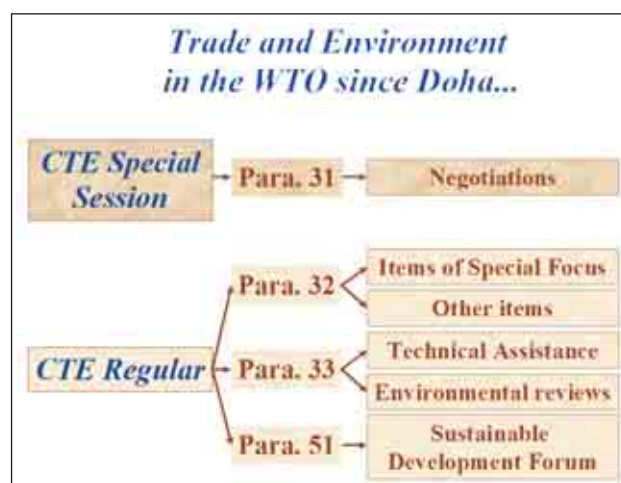 Trade and Environment
in the WTO since Doha...
CTE Special
Session
Para. 31
Negotiations
CTE Regular
Para. 32
Items of Special Focus
Other items
Para. 33
Technical Assistance
Environmental reviews
Para. 51
Sustainable
Development Forum